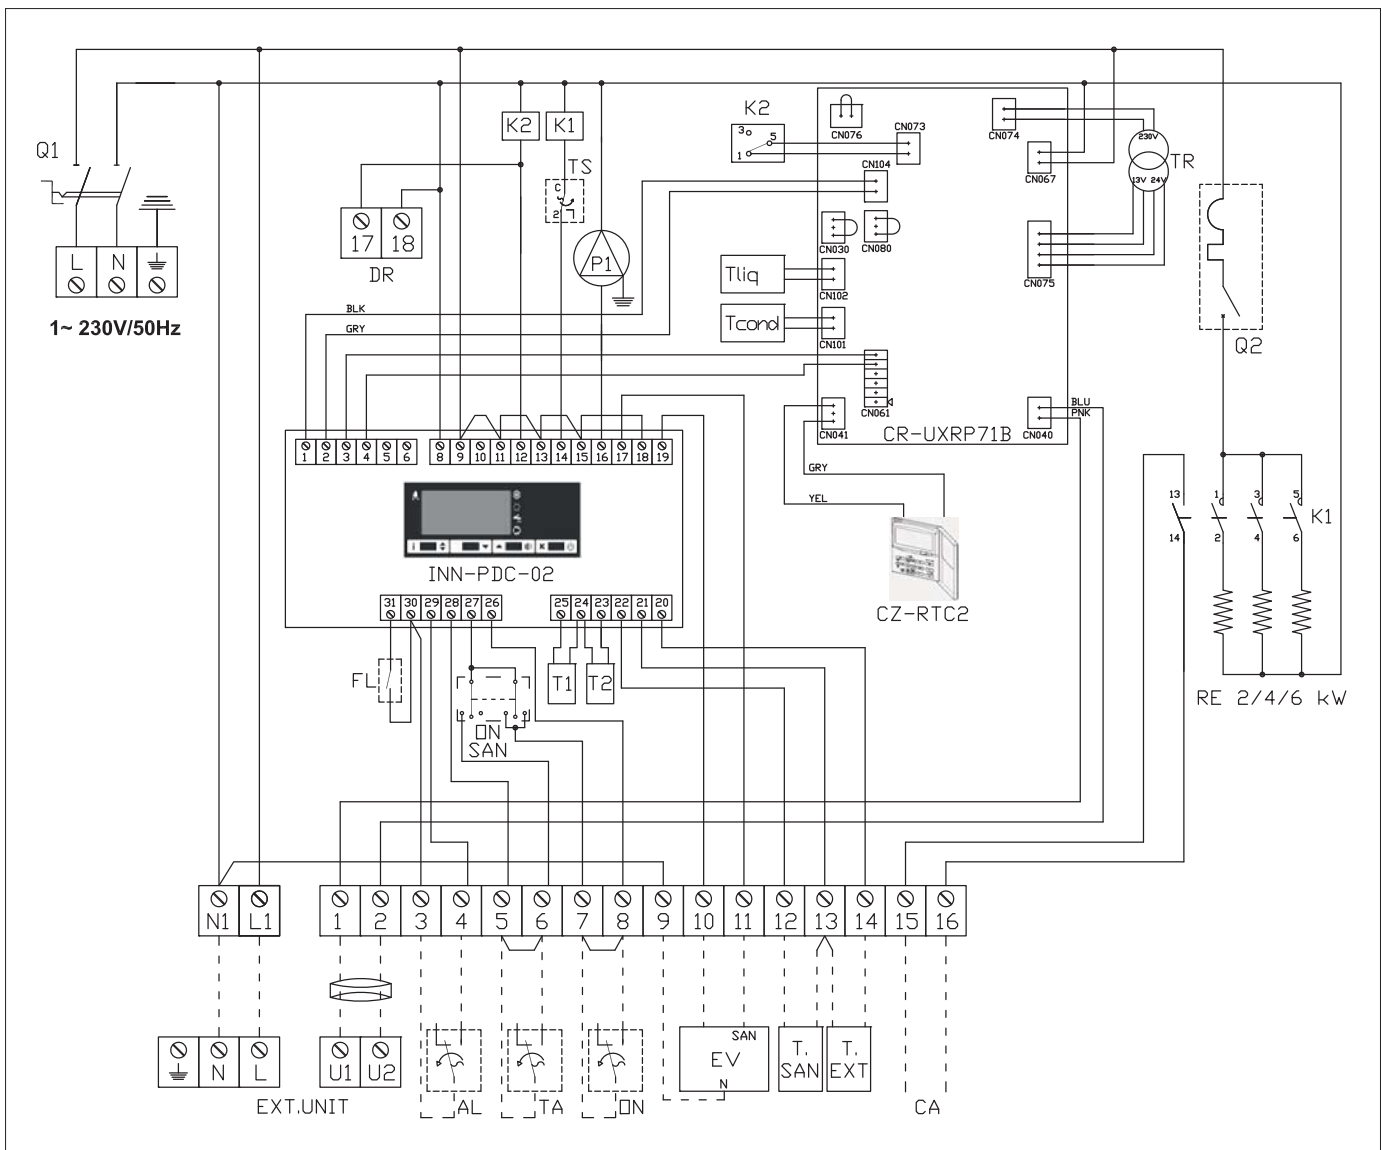 Q1
L N
1~ 230V/50Hz
K2 K1
TS
C
2
17 18
DR
P1
BLK
GRY
K2
3
5
1
CN076
CN073
CN074
CN104
CN067
230V
TR
13V 24V
CN030
CN080
CN075
Tliq
CN102
Tcond
CN101
CN061
CN041
CR-UXRP71B
CN040
BLU
PNK
Q2
GRY
YEL
CZ-RTC2
1 2 3 4 5 6
8 9 10 11 12 13 14 15 16 17 18 19
INN-PDC-02
31 30 29 28 27 26
25 24 23 22 21 20
FL
T1 T2
ON
SAN
13 1 3 5
K1
14 2 4 6
RE 2/4/6 kW
N1 L1
1 2 3 4 5 6 7 8 9 10 11 12 13 14 15 16
N L
EXT.UNIT
U1 U2
AL
TA
ON
SAN
EV
N
T.
SAN
T.
EXT
CA